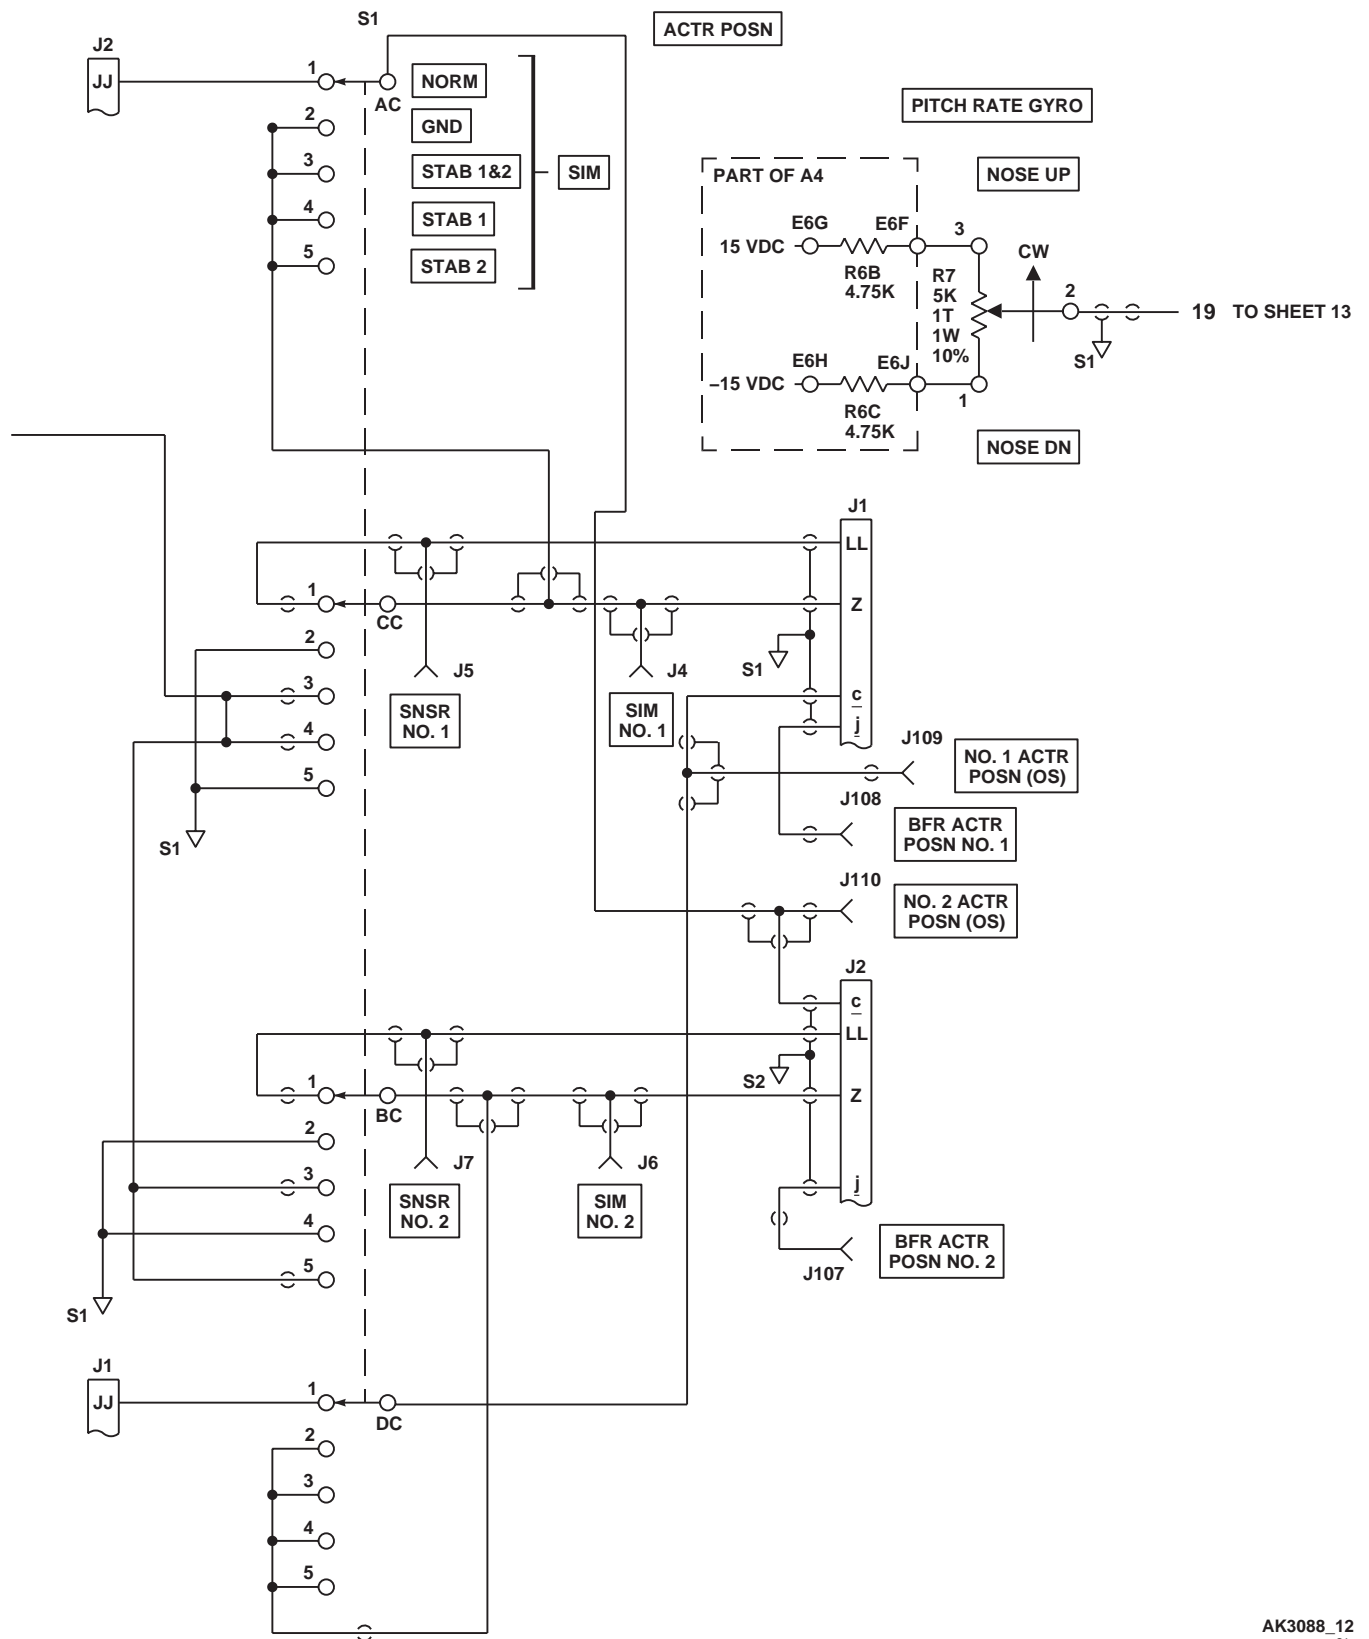 S1
ACTR POSN
J2
JJ
1
AC
NORM
2
GND
3
STAB 1&2
SIM
4
STAB 1
5
STAB 2
PITCH RATE GYRO
PART OF A4
NOSE UP
E6G
E6F
3
15 VDC
R6B
4.75K
R7
5K
1T
1W
10%
CW
2
19 TO SHEET 13
S1
E6H
E6J
–15 VDC
R6C
4.75K
1
NOSE DN
J1
LL
1
CC
Z
2
S1
J5
J4
3
SNSR
NO. 1
SIM
NO. 1
c
j
4
J109
NO. 1 ACTR
POSN (OS)
5
J108
BFR ACTR
POSN NO. 1
S1
J110
NO. 2 ACTR
POSN (OS)
J2
c
LL
S2
1
BC
Z
2
J7
J6
3
SNSR
NO. 2
SIM
NO. 2
j
4
BFR ACTR
POSN NO. 2
5
J107
S1
J1
JJ
1
DC
2
3
4
5
AK3088_12